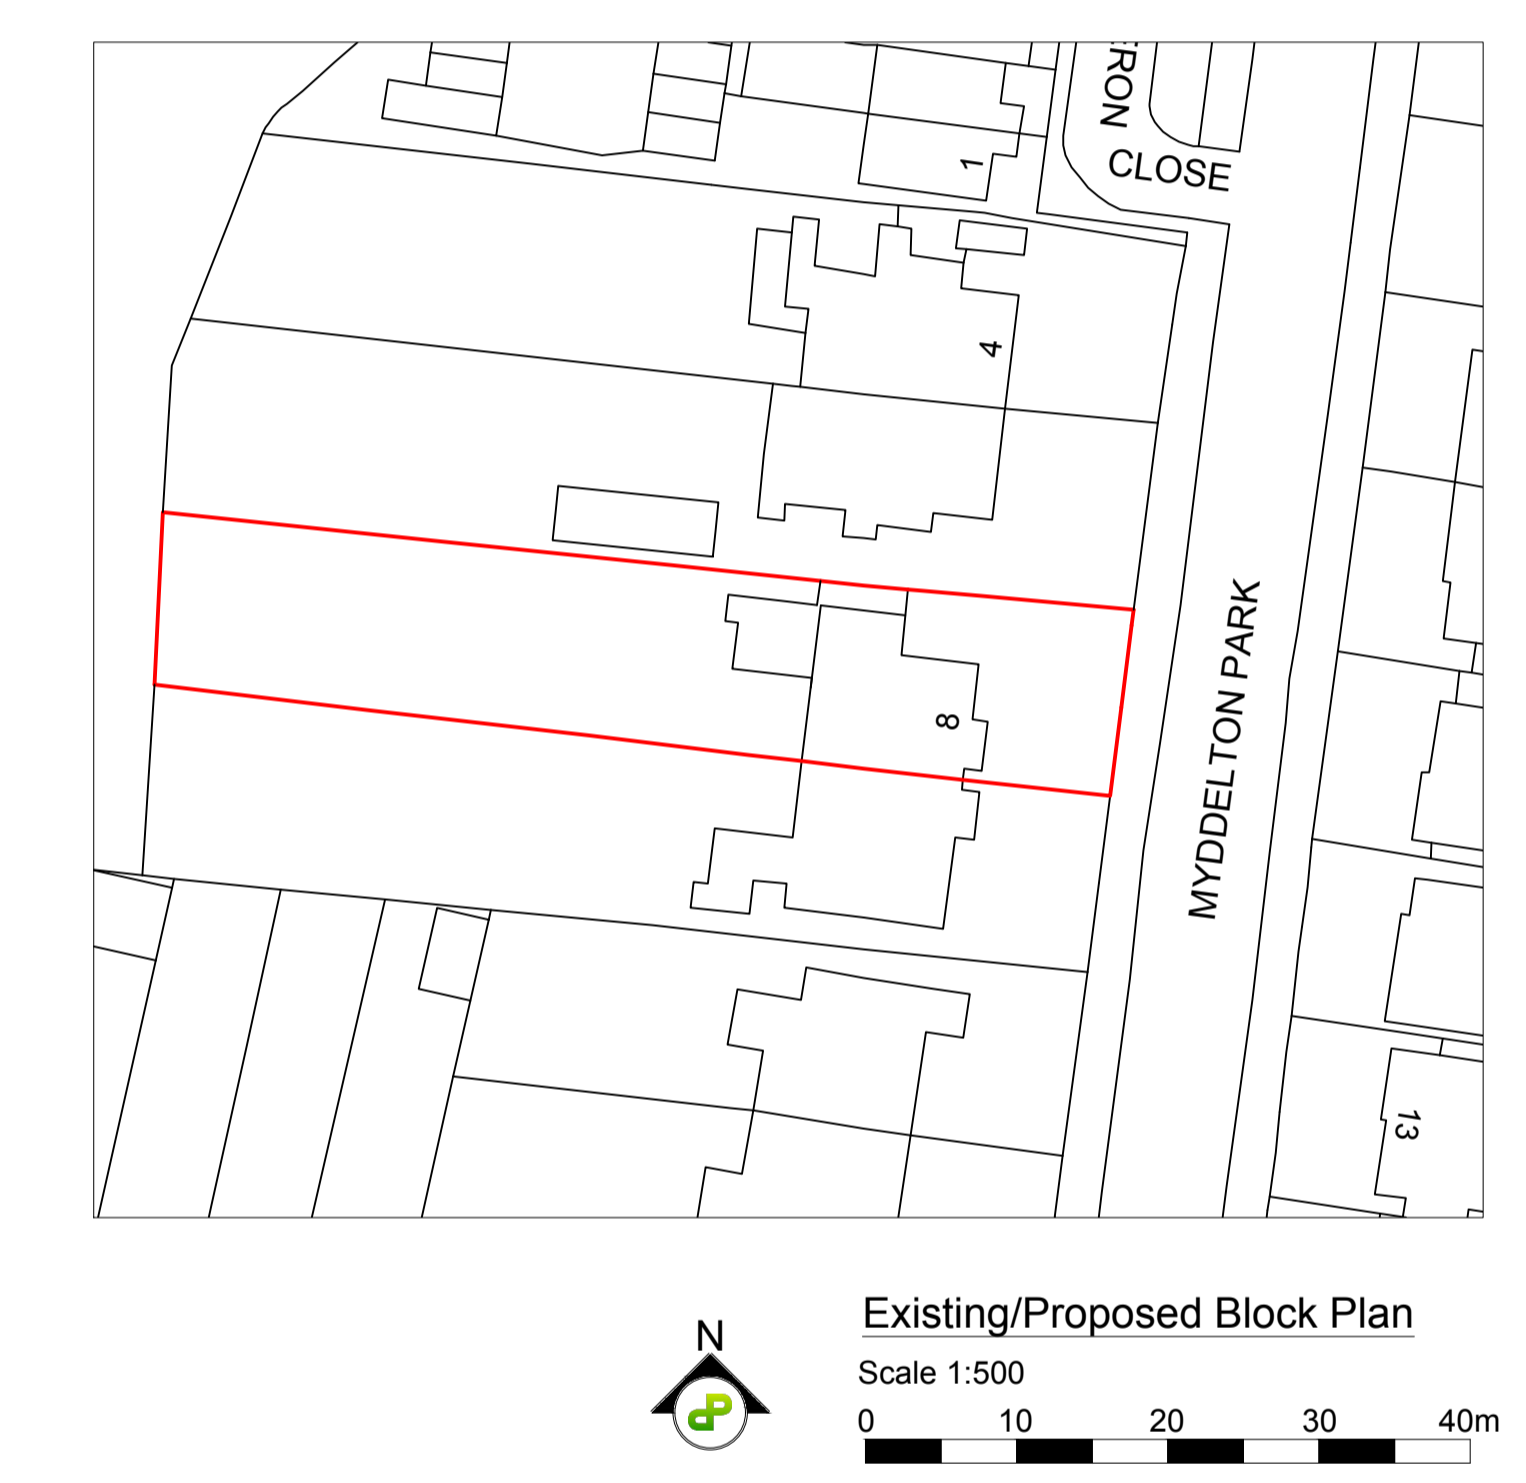 ERON
CLOSE
1
4
8
MYDDELTON PARK
13
N
Existing/Proposed Block Plan
Scale 1:500
0 10 20 30 40m